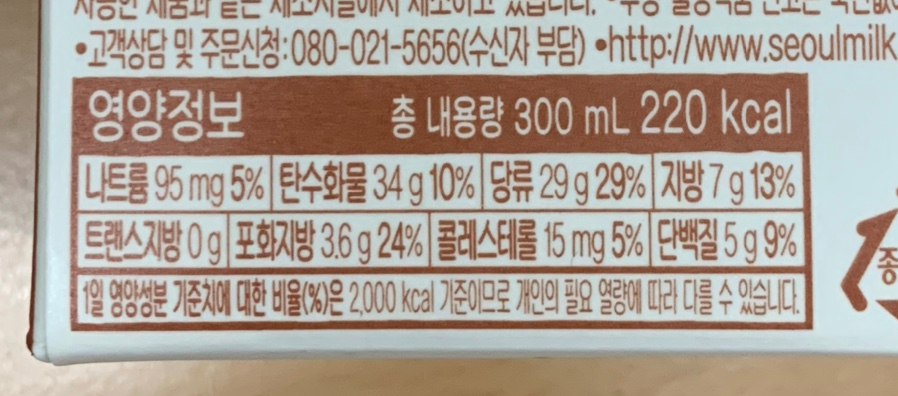 •고객상담 및 주문신청:080-021-5656(수신자 부담) •http://www.seoulmilk
영양정보 총 내용량 300 mL 220 kcal
나트륨 95 mg 5% 탄수화물 34 g 10% 당류 29 g 29% 지방 7 g 13%
트랜스지방 0 g 포화지방 3.6 g 24% 콜레스테롤 15 mg 5% 단백질 5 g 9%
1일 영양성분 기준치에 대한 비율(%)은 2,000 kcal 기준이므로 개인의 필요 열량에 따라 다를 수 있습니다.
종